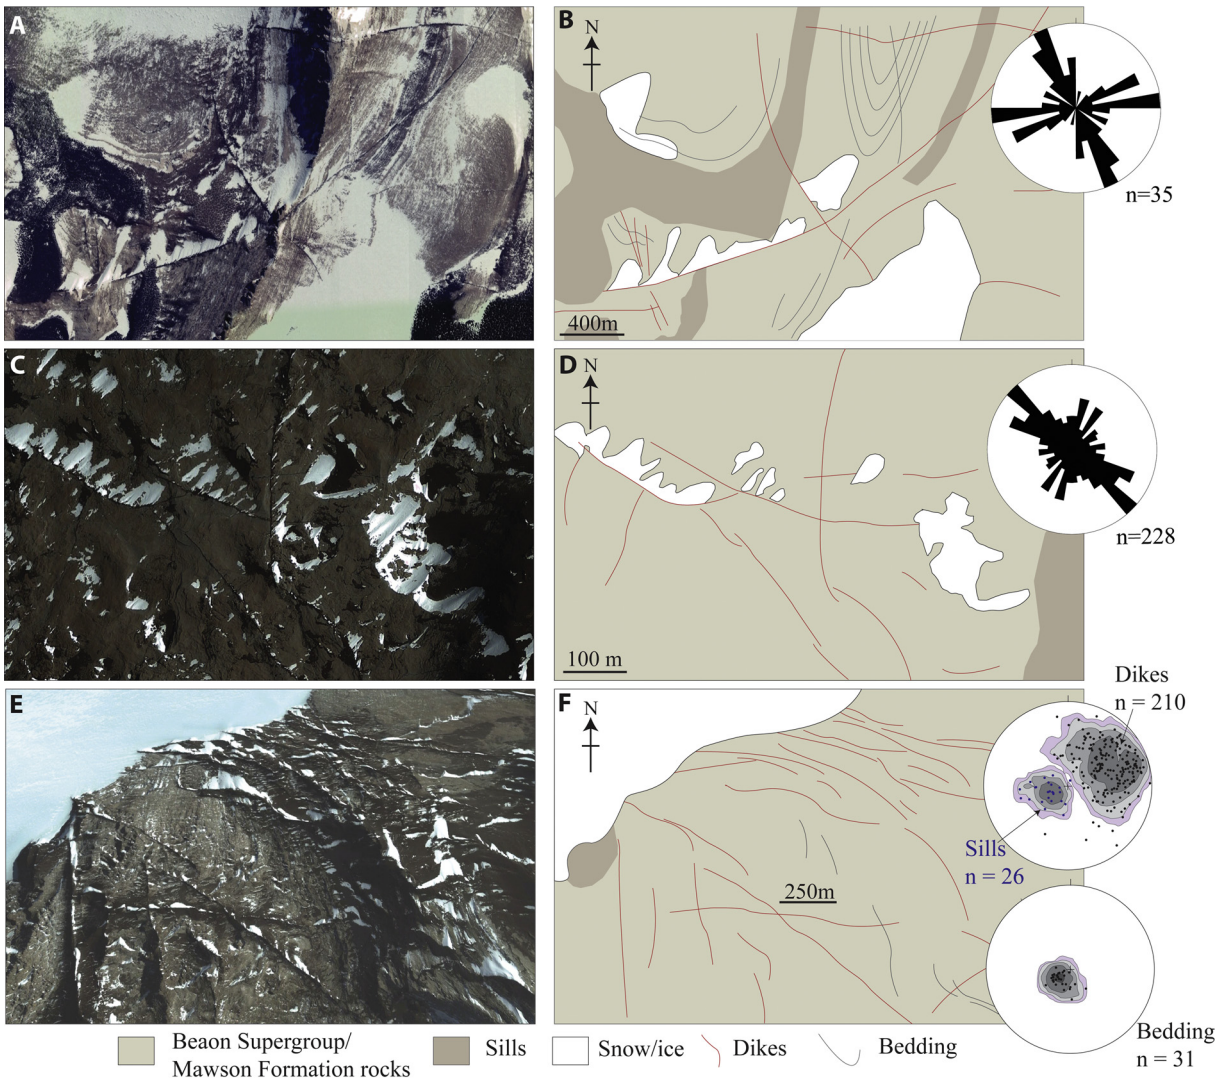 A
B
N
n=35
400m
C
D
N
n=228
100 m
Dikes
n = 210
E
F
N
Sills
n = 26
250m
Bedding
n = 31
Beaon Supergroup/
Mawson Formation rocks
Sills
Snow/ice
Dikes
Bedding